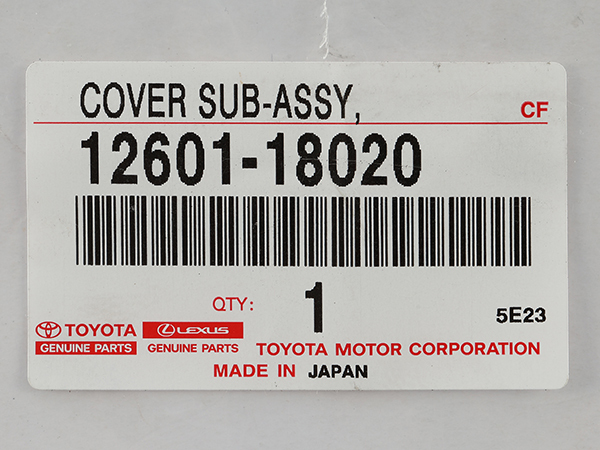 COVER SUB-ASSY,
CF
12601-18020
QTY: 1
5E23
TOYOTA LEXUS
GENUINE PARTS GENUINE PARTS TOYOTA MOTOR CORPORATION
MADE IN JAPAN